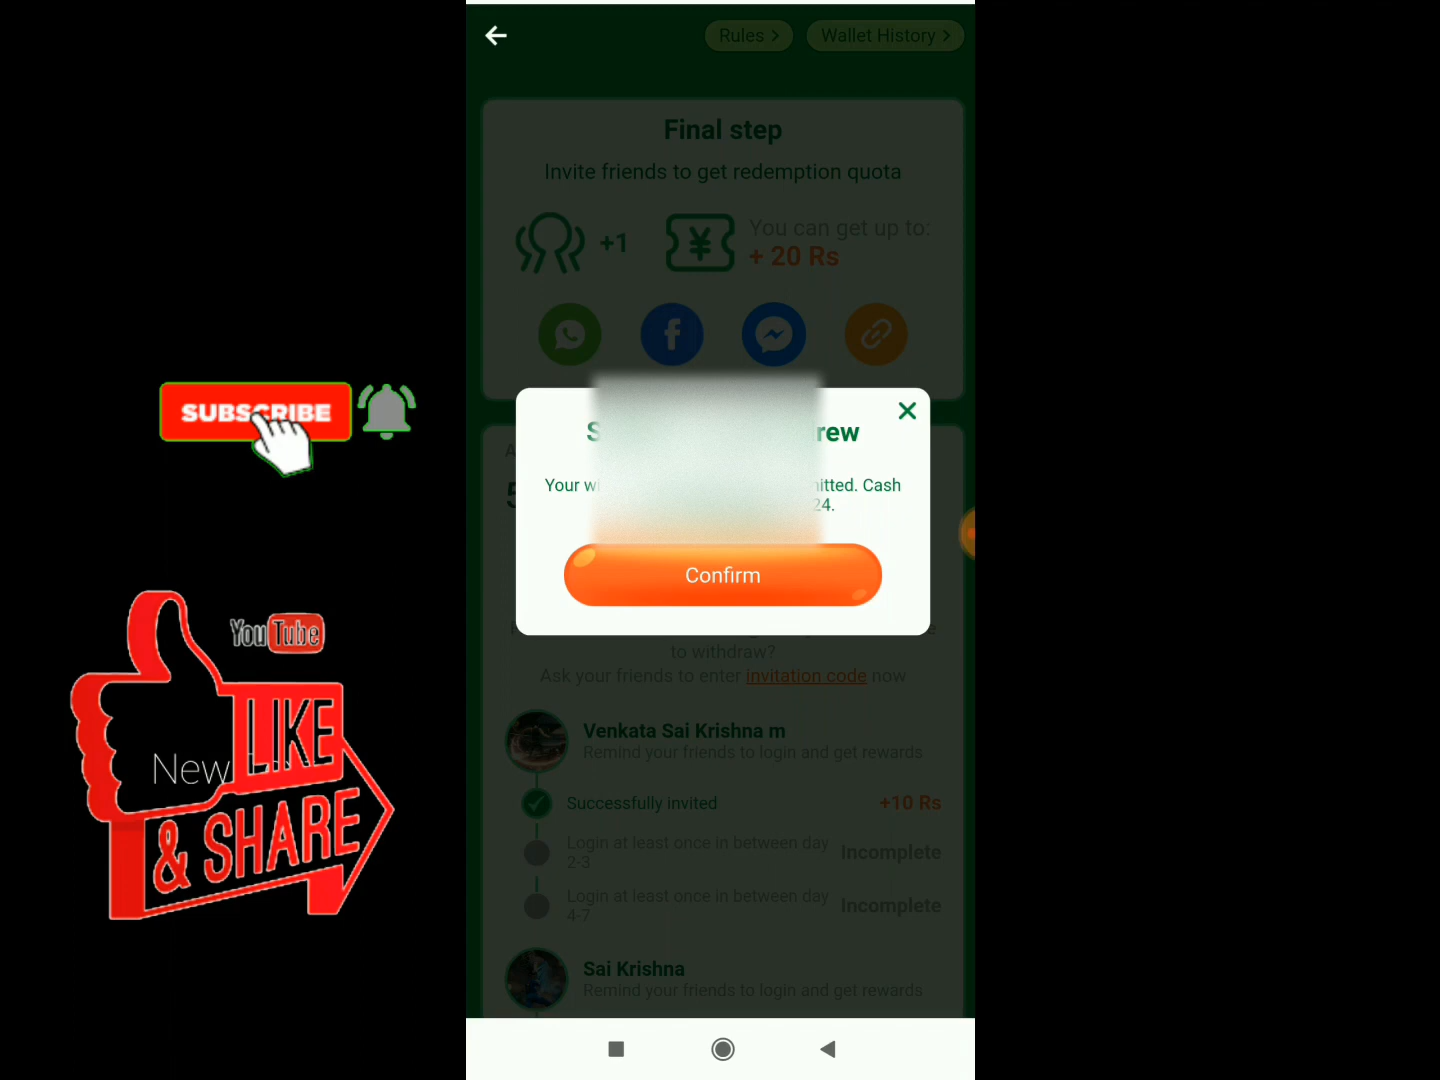 Rules >
Wallet History >
Final step
Invite friends to get redemption quota
+1
¥
You can get up to:
+ 20 Rs
SUBSCRIBE
rew
Your
mitted. Cash
24.
Confirm
to withdraw?
Ask your friends to enter invitation code now
YouTube
LIKE
& SHARE
New
Venkata Sai Krishna m
Remind your friends to login and get rewards
Successfully invited
+10 Rs
Login at least once in between day
2-3
Incomplete
Login at least once in between day
4-7
Incomplete
Sai Krishna
Remind your friends to login and get rewards